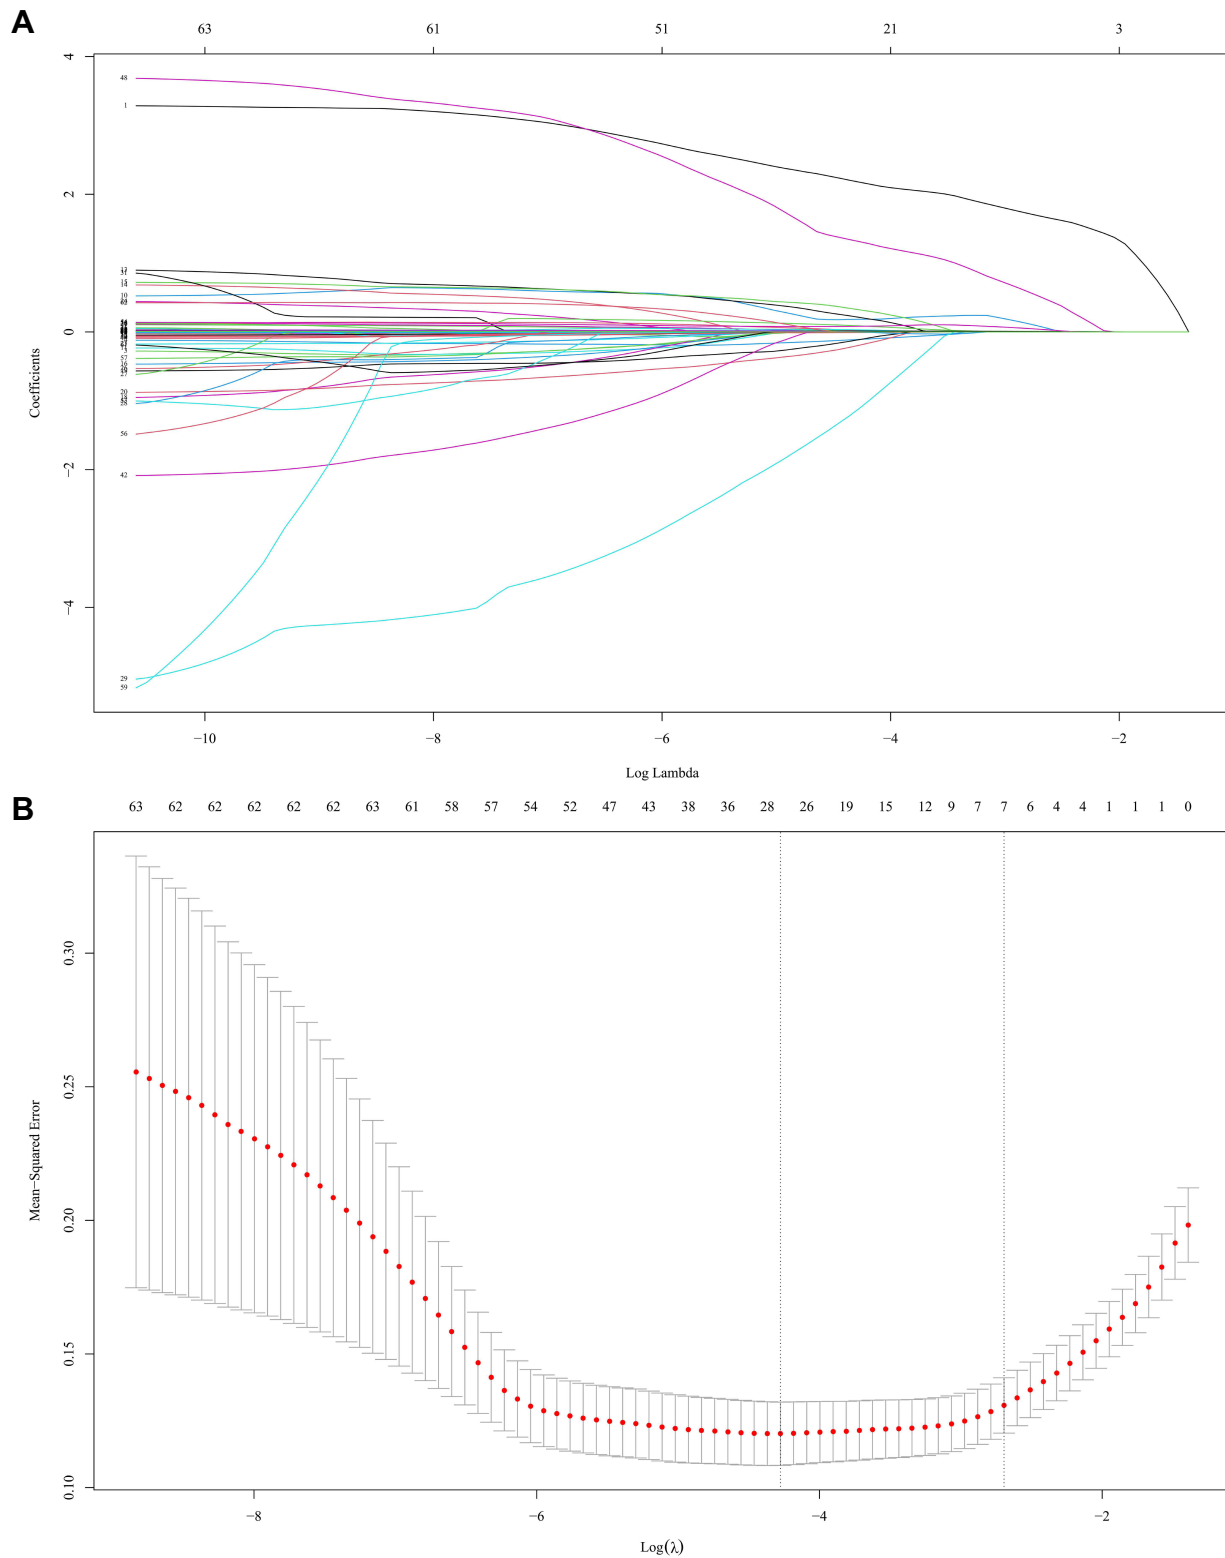 A
63 61 51 21 3
4
2
0
−2
−4
Coefficients
48
1
10
20
28
56
42
29
59
−10 −8 −6 −4 −2
Log Lambda
B
63 62 62 62 62 62 63 61 58 57 54 52 47 43 38 36 28 26 19 15 12 9 7 7 6 4 4 1 1 1 0
0.30
0.25
0.20
0.15
0.10
Mean−Squared Error
−8 −6 −4 −2
Log(λ)